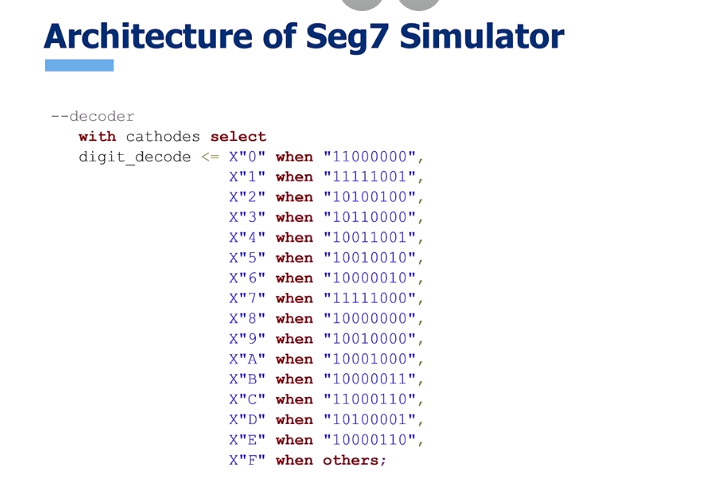 Architecture of Seg7 Simulator
--decoder
with cathodes select
digit_decode <= X"0" when "11000000",
X"1" when "11111001",
X"2" when "10100100",
X"3" when "10110000",
X"4" when "10011001",
X"5" when "10010010",
X"6" when "10000010",
X"7" when "11111000",
X"8" when "10000000",
X"9" when "10010000",
X"A" when "10001000",
X"B" when "10000011",
X"C" when "11000110",
X"D" when "10100001",
X"E" when "10000110",
X"F" when others;